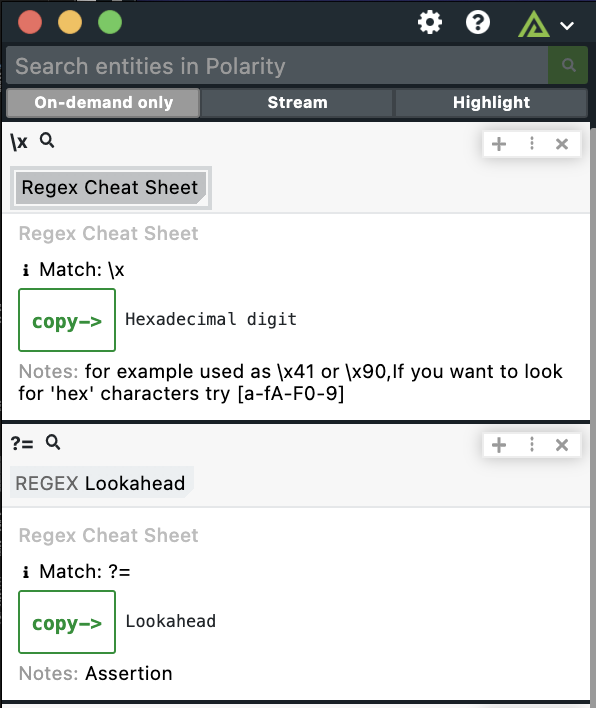 Search entities in Polarity
On-demand only
Stream
Highlight
\x
Regex Cheat Sheet
Regex Cheat Sheet
Match: \x
copy->
Hexadecimal digit
Notes: for example used as \x41 or \x90,If you want to look
for 'hex' characters try [a-fA-F0-9]
?=
REGEX Lookahead
Regex Cheat Sheet
Match: ?=
copy->
Lookahead
Notes: Assertion